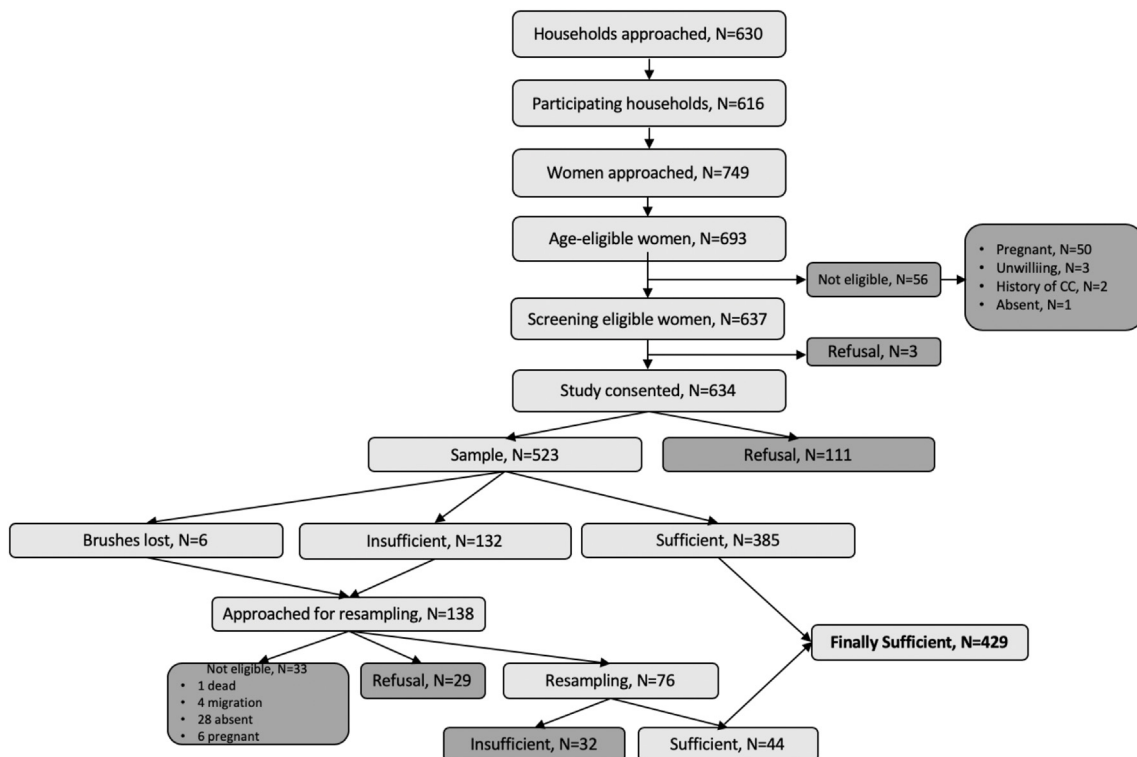 Households approached, N=630
Participating households, N=616
Women approached, N=749
Age-eligible women, N=693
Not eligible, N=56
• Pregnant, N=50
• Unwilliing, N=3
• History of CC, N=2
• Absent, N=1
Screening eligible women, N=637
Refusal, N=3
Study consented, N=634
Sample, N=523
Refusal, N=111
Brushes lost, N=6
Insufficient, N=132
Sufficient, N=385
Approached for resampling, N=138
Finally Sufficient, N=429
Not eligible, N=33
• 1 dead
• 4 migration
• 28 absent
• 6 pregnant
Refusal, N=29
Resampling, N=76
Insufficient, N=32
Sufficient, N=44